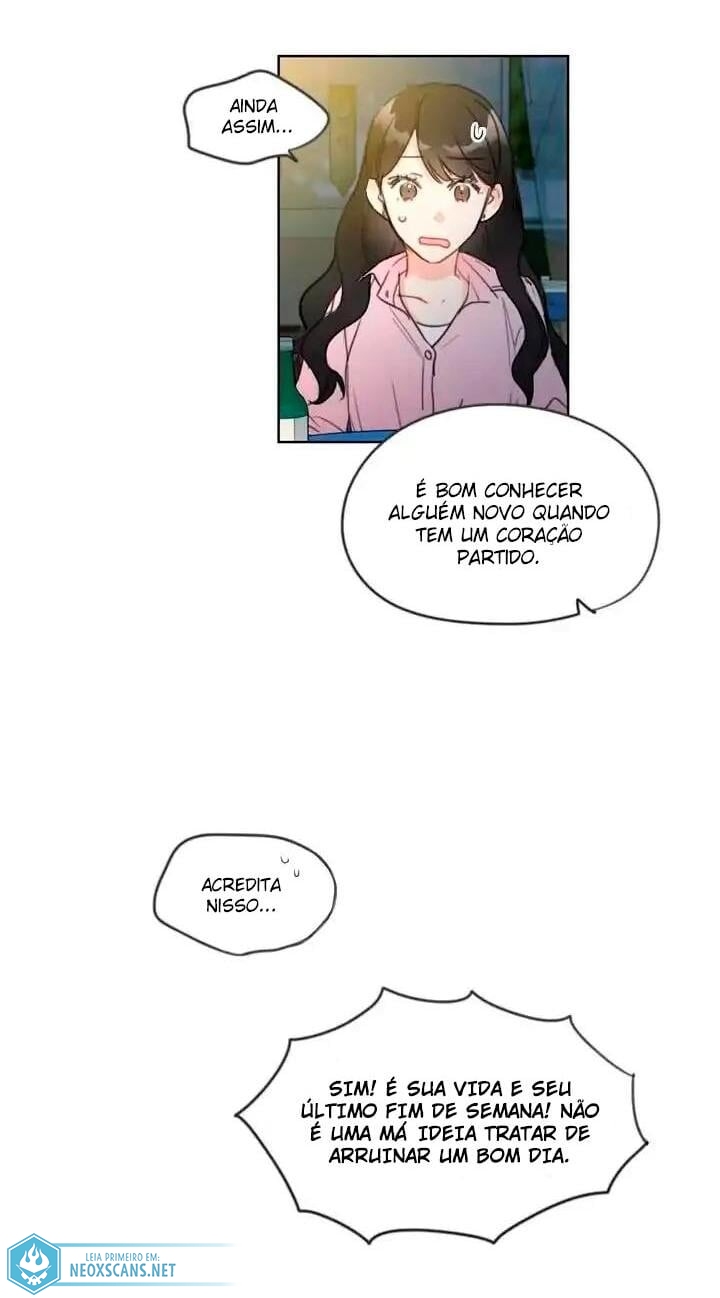 AINDA
ASSIM...
É BOM CONHECER
ALGUÉM NOVO QUANDO
TEM UM CORAÇÃO
PARTIDO.
ACREDITA
NISSO...
SIM! É SUA VIDA E SEU
ÚLTIMO FIM DE SEMANA! NÃO
É UMA MÁ IDEIA TRATAR DE
ARRUINAR UM BOM DIA.
LEIA PRIMEIRO EM:
NEOXSCANS.NET